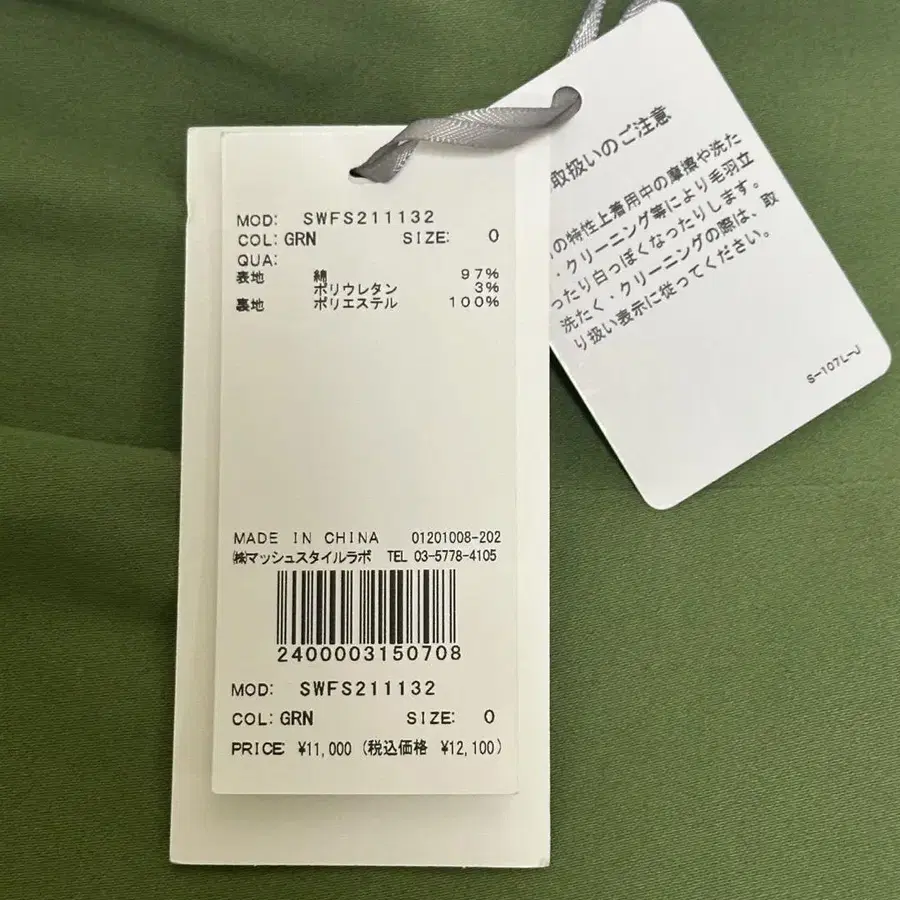 MOD: SWFS211132
COL: GRN SIZE: 0
QUA:
表地 綿 97%
ポリウレタン 3%
裏地 ポリエステル 100%
MADE IN CHINA 01201008-202
㈱マッシュスタイルラボ TEL 03-5778-4105
2400003150708
MOD: SWFS211132
COL: GRN SIZE: 0
PRICE: ¥11,000 (税込価格 ¥12,100)
取扱いのご注意
の特性上着用中の摩擦や洗た
・クリーニング等により毛羽立
ったり白っぽくなったりします。
洗たく・クリーニングの際は、取
り扱い表示に従ってください。
S-107L-J